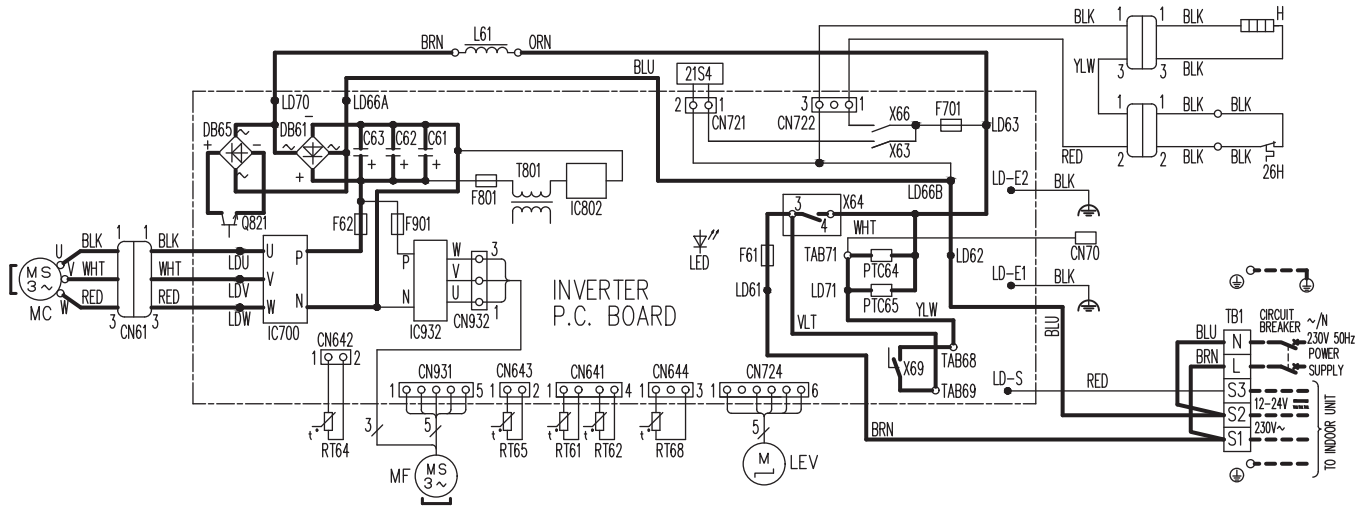 BLK 1 1 BLK H
BRN L61 ORN
BLU 21S4
YLW 3 3 BLK
LD70 LD66A 2 1 3 1 F701
CN721 CN722 X66 LD63
X63
1 1 BLK BLK
RED 2 2 BLK BLK
26H
DB65 DB61 C63 C62 C61
~ - ~ ~
+ - + + + +
~
T801
F801 IC802
Q821 F62 F901
LD66B LD-E2 BLK
3 X64
4 WHT
CN70
BLK 1 1 BLK U P
U LDU
MS 3~ V WHT WHT V
LDV
W RED RED W N
MC 3 3 LDW
CN61 IC700
P W 3
V
N U 1
IC932 CN932
LED
INVERTER
P.C. BOARD
F61 TAB71
PTC64 LD62
LD61 LD71
PTC65
LD-E1 BLK
YLW
VLT BLU
TAB68
X69
TAB69
LD-S RED
TB1 CIRCUIT
BREAKER ~/N
230V 50Hz
POWER
SUPPLY
BLU N
BRN L
S3
12-24V
S2
230V~
S1
TO INDOOR UNIT
CN642
1 2
CN931 CN643 CN641 CN644 CN724
1 5 1 2 1 4 1 3 1 6
t° t° t° t° t°
RT64 RT65 RT61 RT62 RT68
3 5 5
BRN
MF MS 3~
M LEV